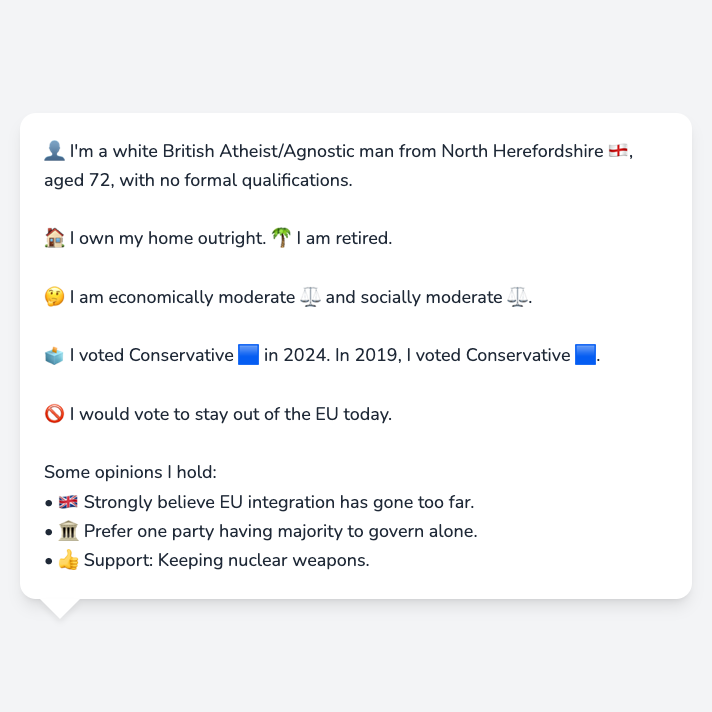 👤 I'm a white British Atheist/Agnostic man from North Herefordshire 🏴󠁧󠁢󠁥󠁮󠁧󠁿,
aged 72, with no formal qualifications.
🏠 I own my home outright. 🌴 I am retired.
🤔 I am economically moderate ⚖️ and socially moderate ⚖️.
🗳️ I voted Conservative 🟦 in 2024. In 2019, I voted Conservative 🟦.
🚫 I would vote to stay out of the EU today.
Some opinions I hold:
• 🇬🇧 Strongly believe EU integration has gone too far.
• 🏛️ Prefer one party having majority to govern alone.
• 👍 Support: Keeping nuclear weapons.